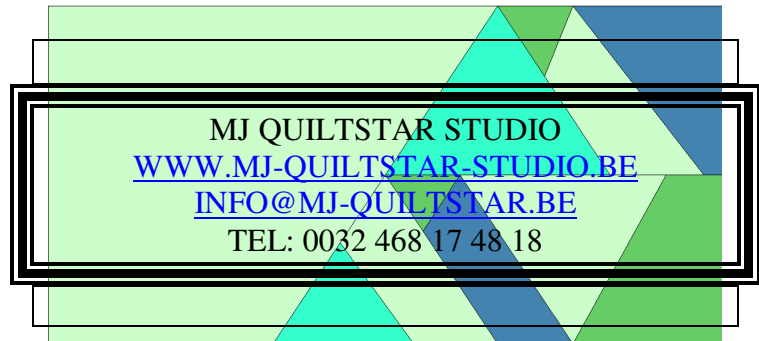 MJ QUILTSTAR STUDIO
WWW.MJ-QUILTSTAR-STUDIO.BE
INFO@MJ-QUILTSTAR.BE
TEL: 0032 468 17 48 18